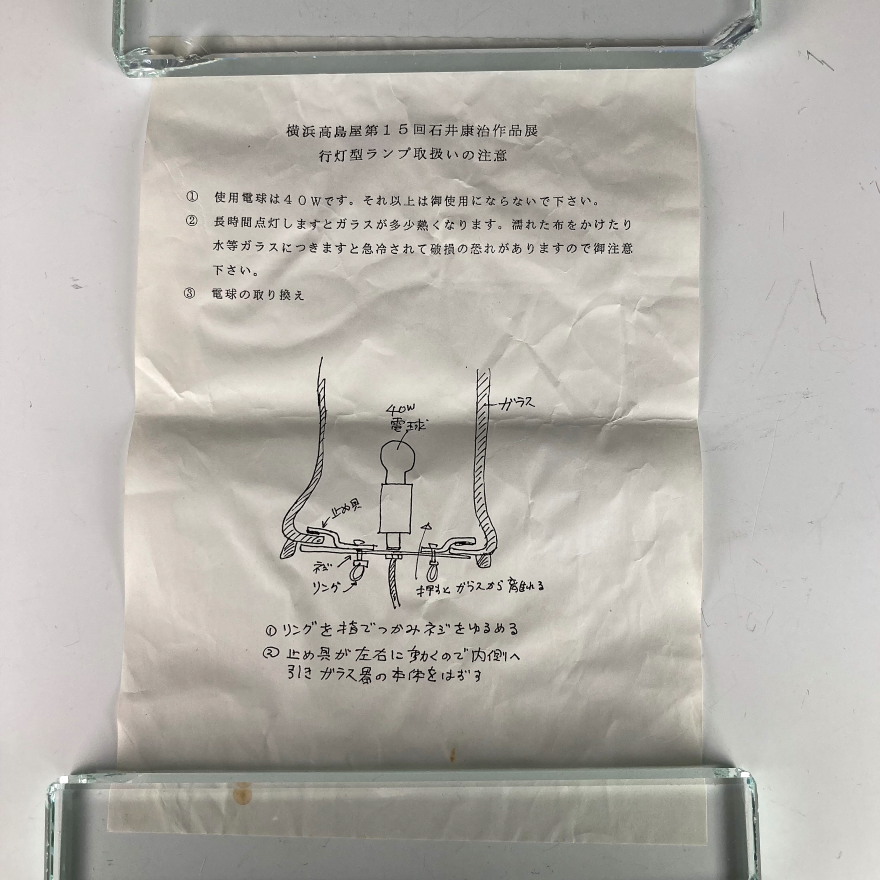 横浜高島屋第15回石井康治作品展
行灯型ランプ取扱いの注意
① 使用電球は40Wです。それ以上は御使用にならないで下さい。
② 長時間点灯しますとガラスが多少熱くなります。濡れた布をかけたり
水等ガラスにつきますと急冷されて破損の恐れがありますので御注意
下さい。
③ 電球の取り換え
ガラス
40W
電球
止め具
ネジ
リング
押すとガラスから離れる
① リングを指でつかみネジをゆるめる
② 止め具が左右に動くので内側へ
引きガラス器の本体をはずす